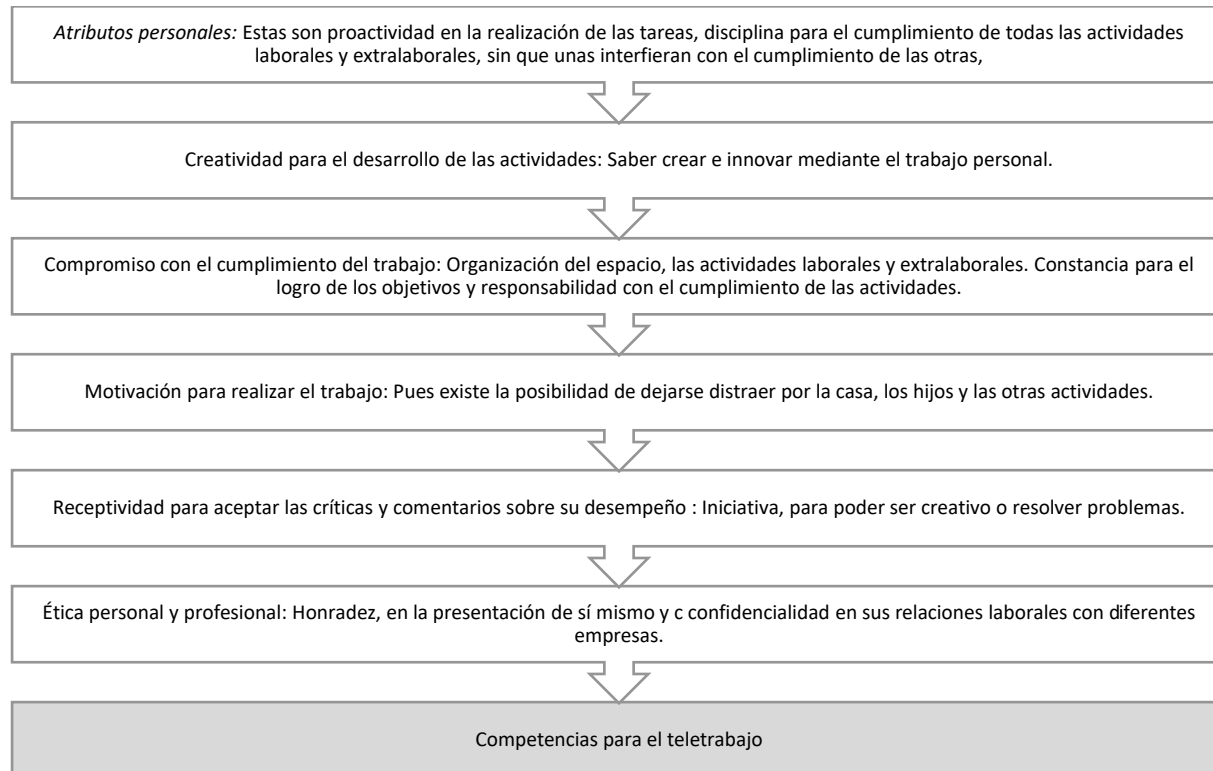 Atributos personales: Estas son proactividad en la realización de las tareas, disciplina para el cumplimiento de todas las actividades
laborales y extralaborales, sin que unas interfieran con el cumplimiento de las otras,
Creatividad para el desarrollo de las actividades: Saber crear e innovar mediante el trabajo personal.
Compromiso con el cumplimiento del trabajo: Organización del espacio, las actividades laborales y extralaborales. Constancia para el
logro de los objetivos y responsabilidad con el cumplimiento de las actividades.
Motivación para realizar el trabajo: Pues existe la posibilidad de dejarse distraer por la casa, los hijos y las otras actividades.
Receptividad para aceptar las críticas y comentarios sobre su desempeño : Iniciativa, para poder ser creativo o resolver problemas.
Ética personal y profesional: Honradez, en la presentación de sí mismo y c confidencialidad en sus relaciones laborales con diferentes
empresas.
Competencias para el teletrabajo